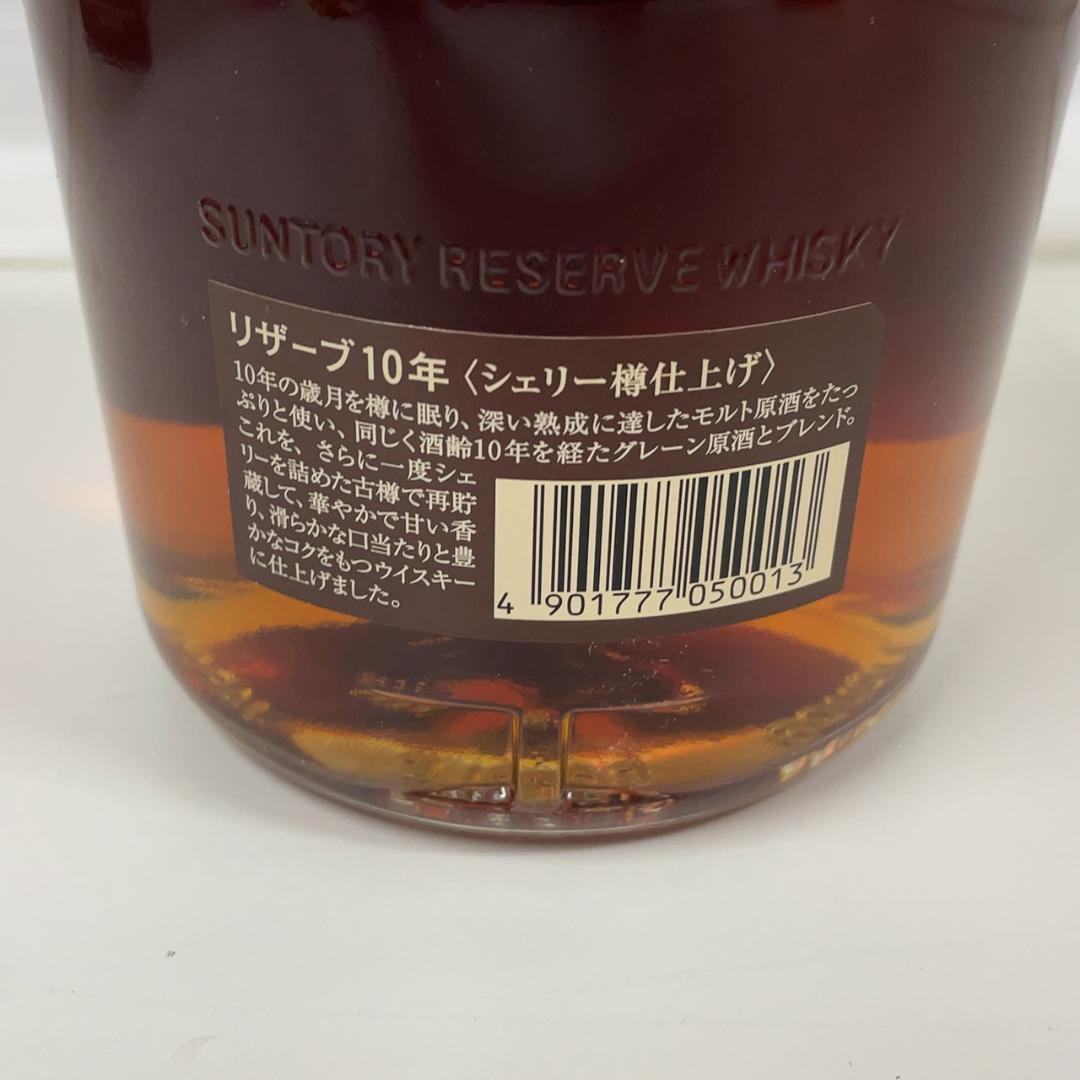 SUNTORY RESERVE WHISKY
リザーブ10年〈シェリー樽仕上げ〉
10年の歳月を樽に眠り、深い熟成に達したモルト原酒をたっ
ぷりと使い、同じく酒齢10年を経たグレーン原酒とブレンド。
これを、さらに一度シェ
リーを詰めた古樽で再貯
蔵して、華やかで甘い香
り、滑らかな口当たりと豊
かなコクをもつウイスキー
に仕上げました。
4 901777 050013